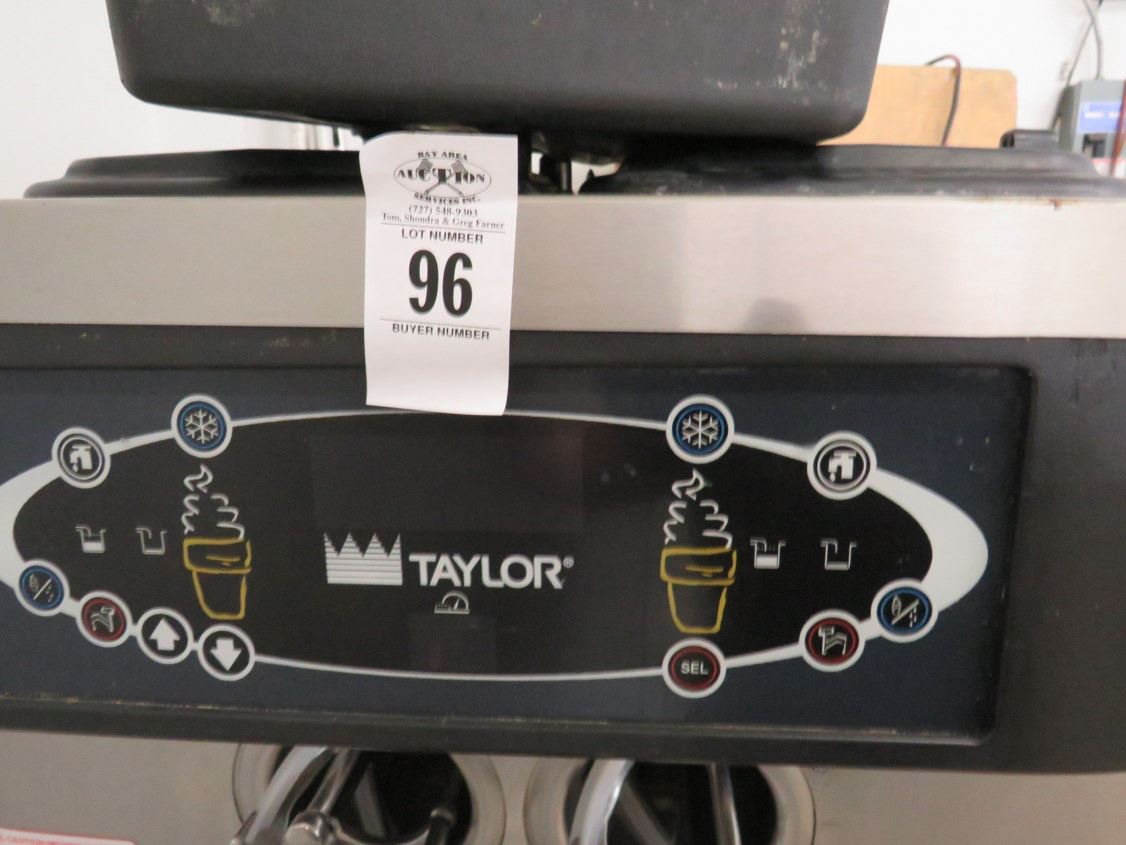 BAY AREA
AUCTION
SERVICES INC.
(727) 548-9303
Tom, Shondra & Greg Farner
LOT NUMBER
96
BUYER NUMBER
TAYLOR®
SEL